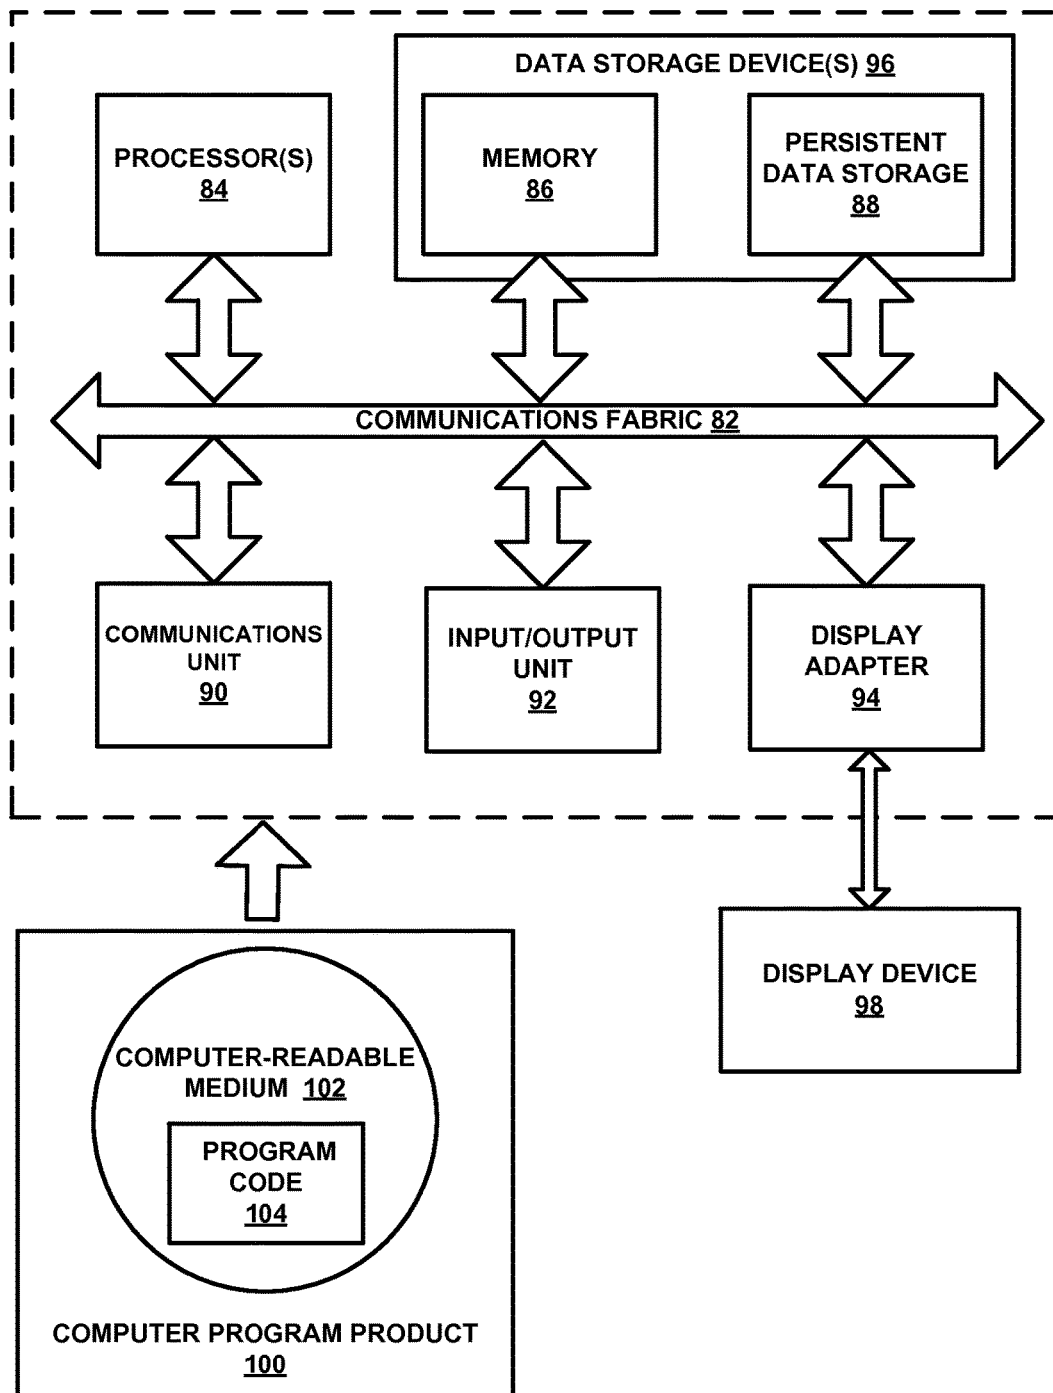 DATA STORAGE DEVICE(S) 96
PROCESSOR(S)
84
MEMORY
86
PERSISTENT
DATA STORAGE
88
COMMUNICATIONS FABRIC 82
COMMUNICATIONS
UNIT
90
INPUT/OUTPUT
UNIT
92
DISPLAY
ADAPTER
94
DISPLAY DEVICE
98
COMPUTER-READABLE
MEDIUM 102
PROGRAM
CODE
104
COMPUTER PROGRAM PRODUCT
100